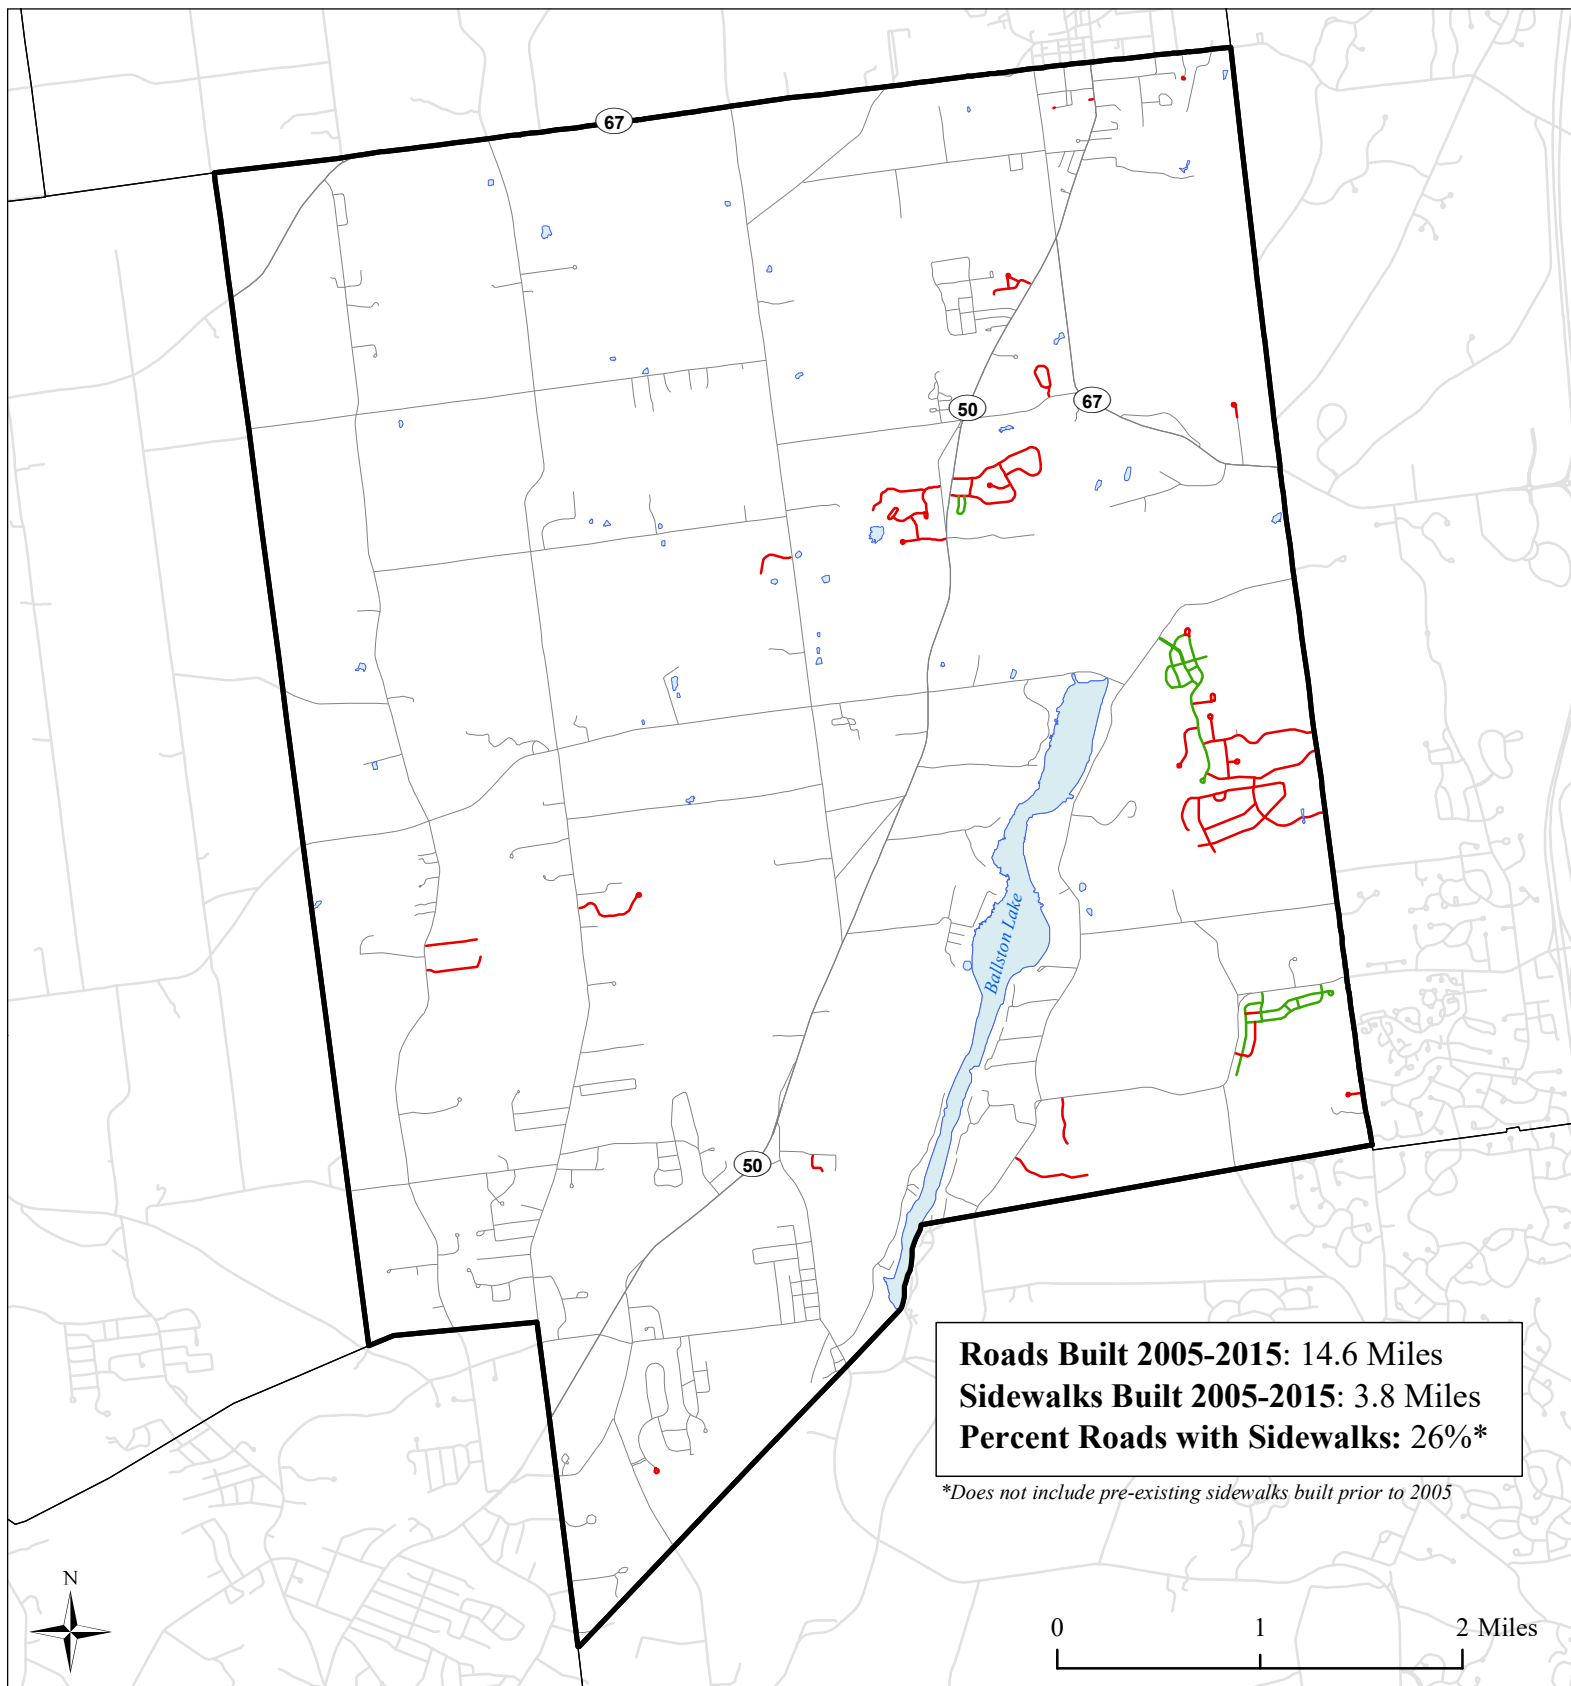 67
50
67
Ballston Lake
50
Roads Built 2005-2015: 14.6 Miles
Sidewalks Built 2005-2015: 3.8 Miles
Percent Roads with Sidewalks: 26%*
*Does not include pre-existing sidewalks built prior to 2005
N
0 1 2 Miles